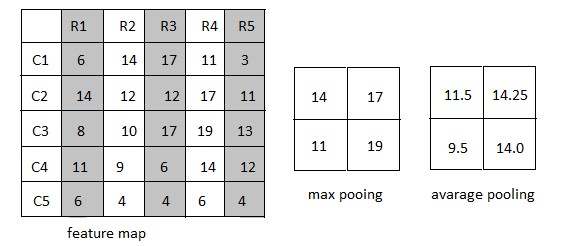 R1 R2 R3 R4 R5
C1 6 14 17 11 3
C2 14 12 12 17 11
C3 8 10 17 19 13
C4 11 9 6 14 12
C5 6 4 4 6 4
feature map
14 17
11 19
max pooing
11.5 14.25
9.5 14.0
avarage pooling